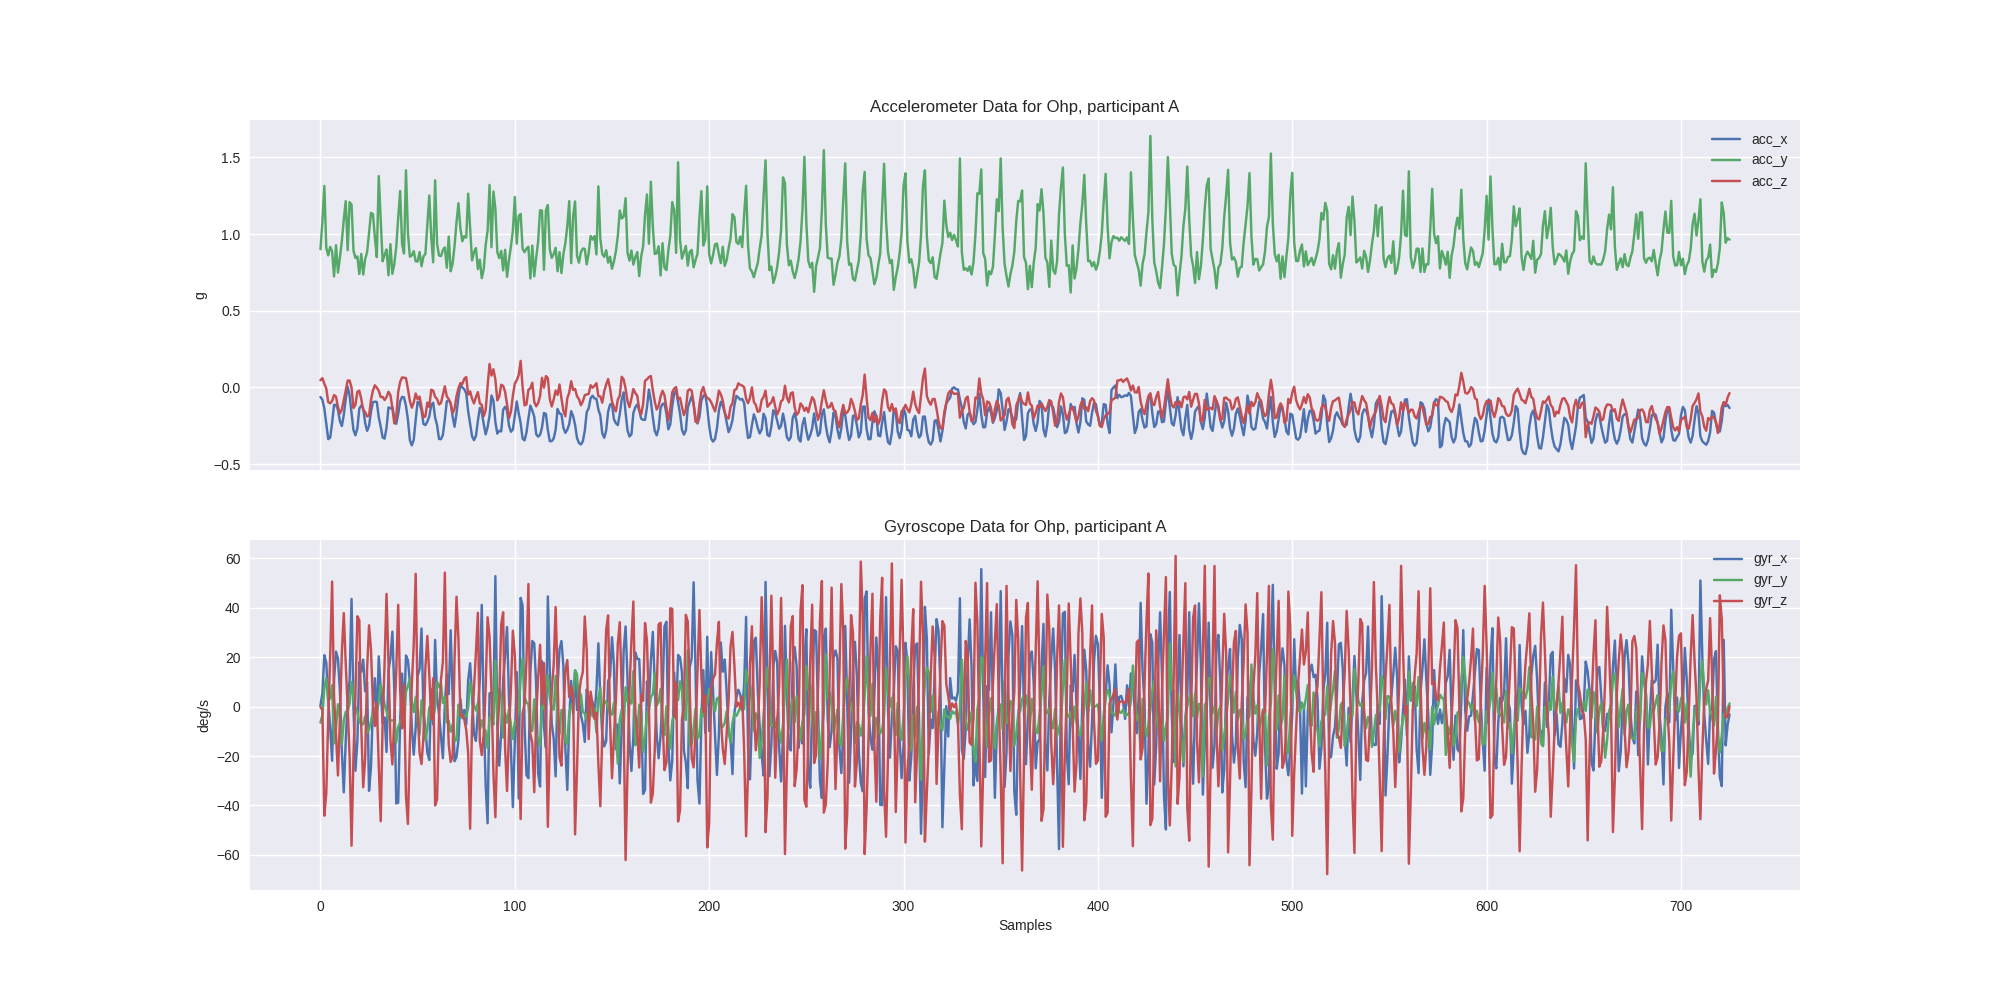 Accelerometer Data for Ohp, participant A
1.5
1.0
0.5
0.0
−0.5
g
acc_x
acc_y
acc_z
Gyroscope Data for Ohp, participant A
60
40
20
0
−20
−40
−60
deg/s
gyr_x
gyr_y
gyr_z
0 100 200 300 400 500 600 700
Samples